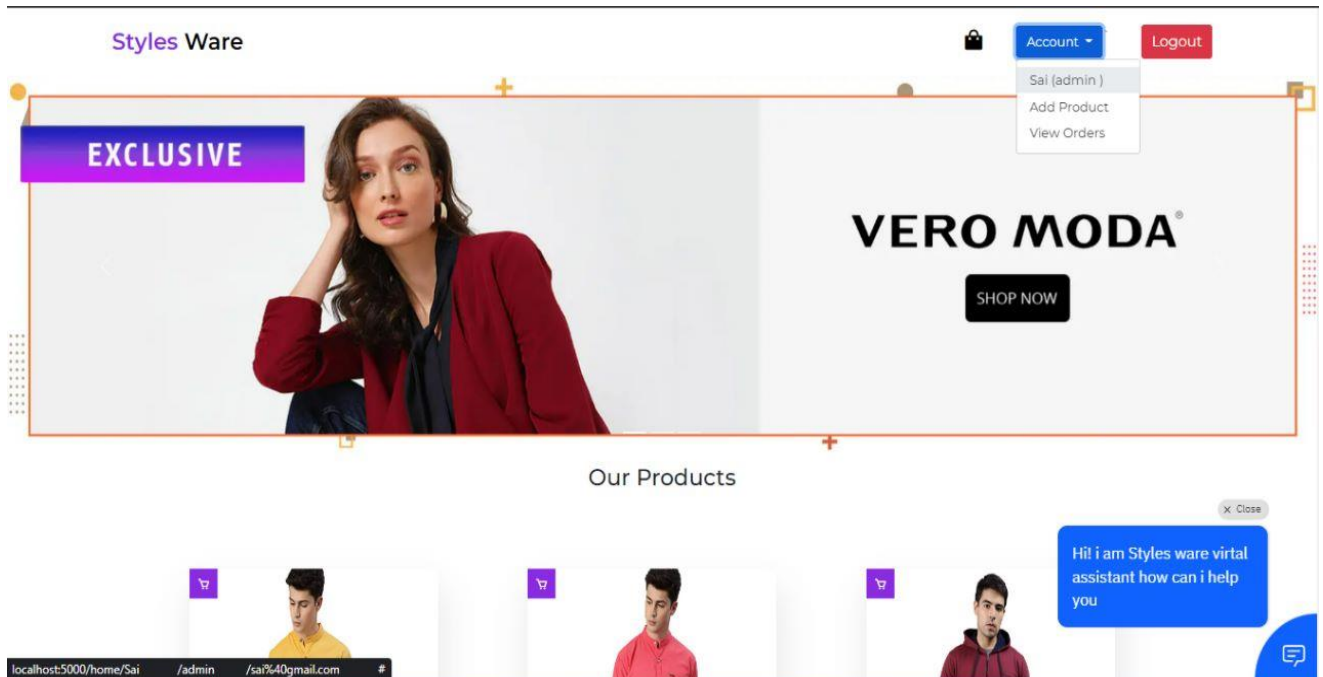 Styles Ware
Account
Logout
Sai (admin )
Add Product
View Orders
EXCLUSIVE
VERO MODA®
SHOP NOW
Our Products
x Close
Hi! i am Styles ware virtal
assistant how can i help
you
localhost:5000/home/Sai /admin /sai%40gmail.com #